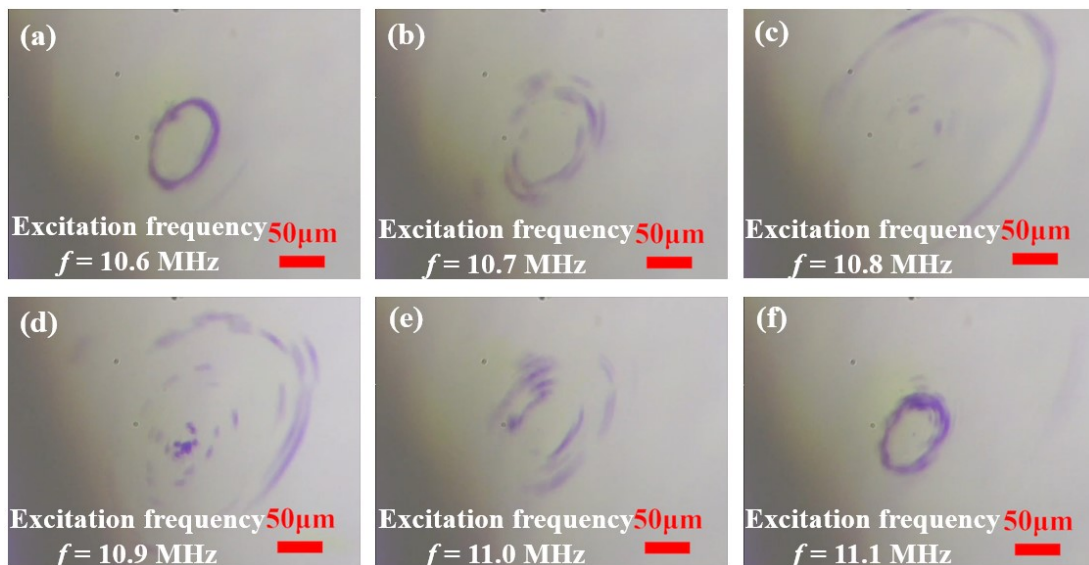 (a)
Excitation frequency 50μm
f = 10.6 MHz
(b)
Excitation frequency 50μm
f = 10.7 MHz
(c)
Excitation frequency 50μm
f = 10.8 MHz
(d)
Excitation frequency 50μm
f = 10.9 MHz
(e)
Excitation frequency 50μm
f = 11.0 MHz
(f)
Excitation frequency 50μm
f = 11.1 MHz